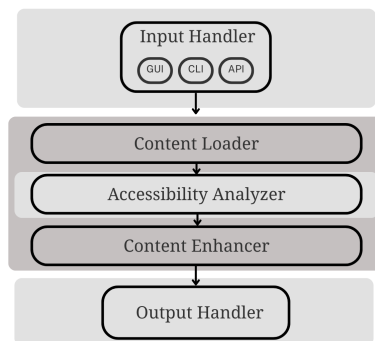 Input Handler
GUI CLI API
Content Loader
Accessibility Analyzer
Content Enhancer
Output Handler